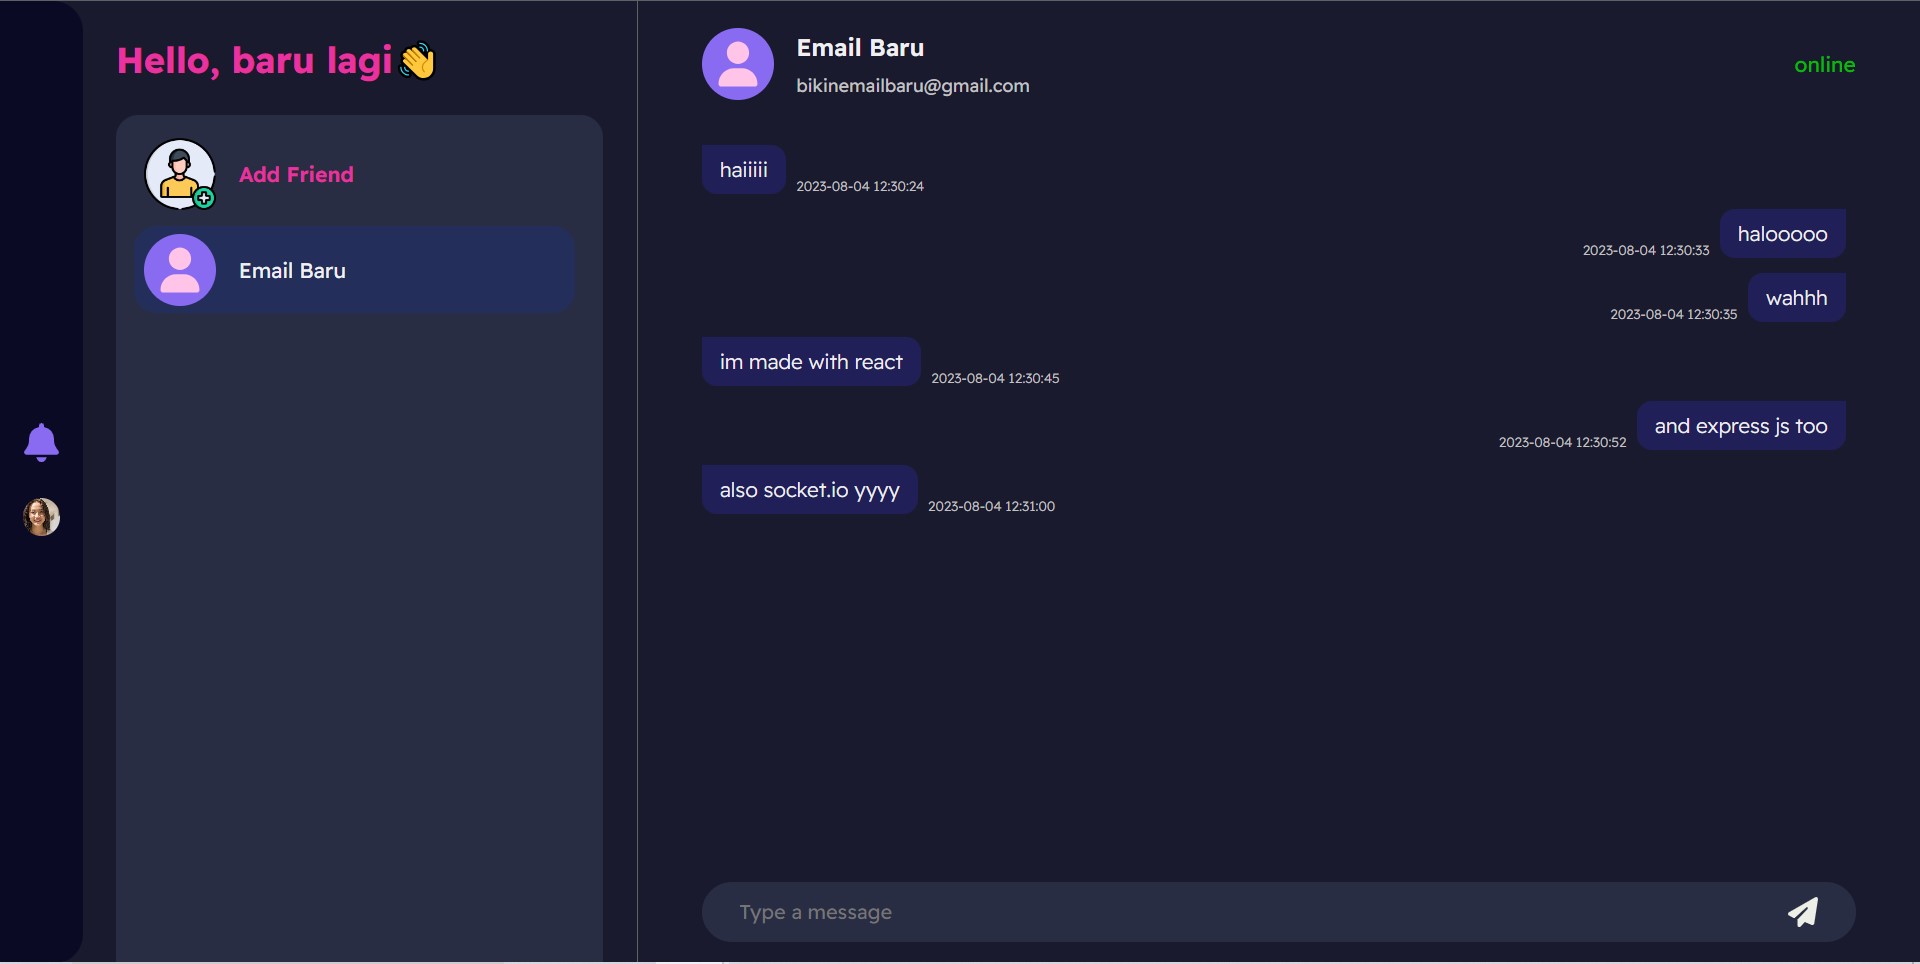 Hello, baru lagi👋
Add Friend
Email Baru
Email Baru
bikinemailbaru@gmail.com
online
haiiiii
2023-08-04 12:30:24
2023-08-04 12:30:33
halooooo
2023-08-04 12:30:35
wahhh
im made with react
2023-08-04 12:30:45
2023-08-04 12:30:52
and express js too
also socket.io yyyy
2023-08-04 12:31:00
Type a message